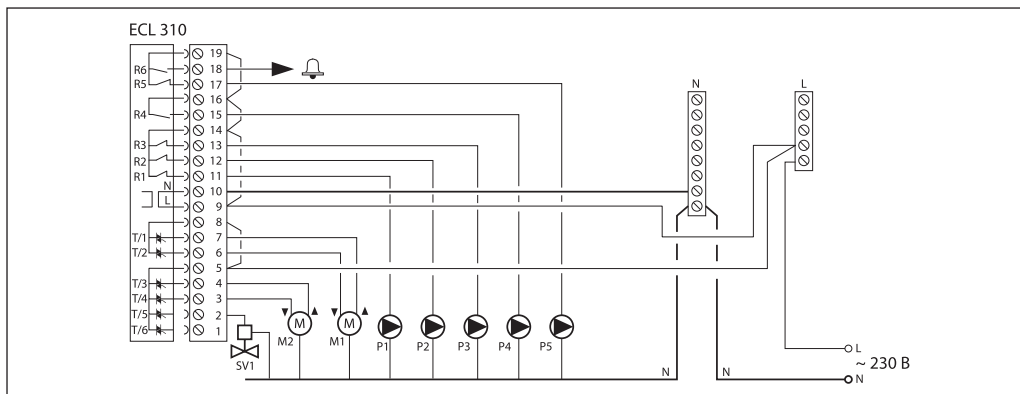 ECL 310
19
R6 18
R5 17
16
R4 15
14
R3 13
R2 12
R1 11
N 10
L 9
8
T/1 7
T/2 6
5
T/3 4
T/4 3
T/5 2
T/6 1
N L
SV1 M M2 M M1 P1 P2 P3 P4 P5
L
~ 230 В
N N N